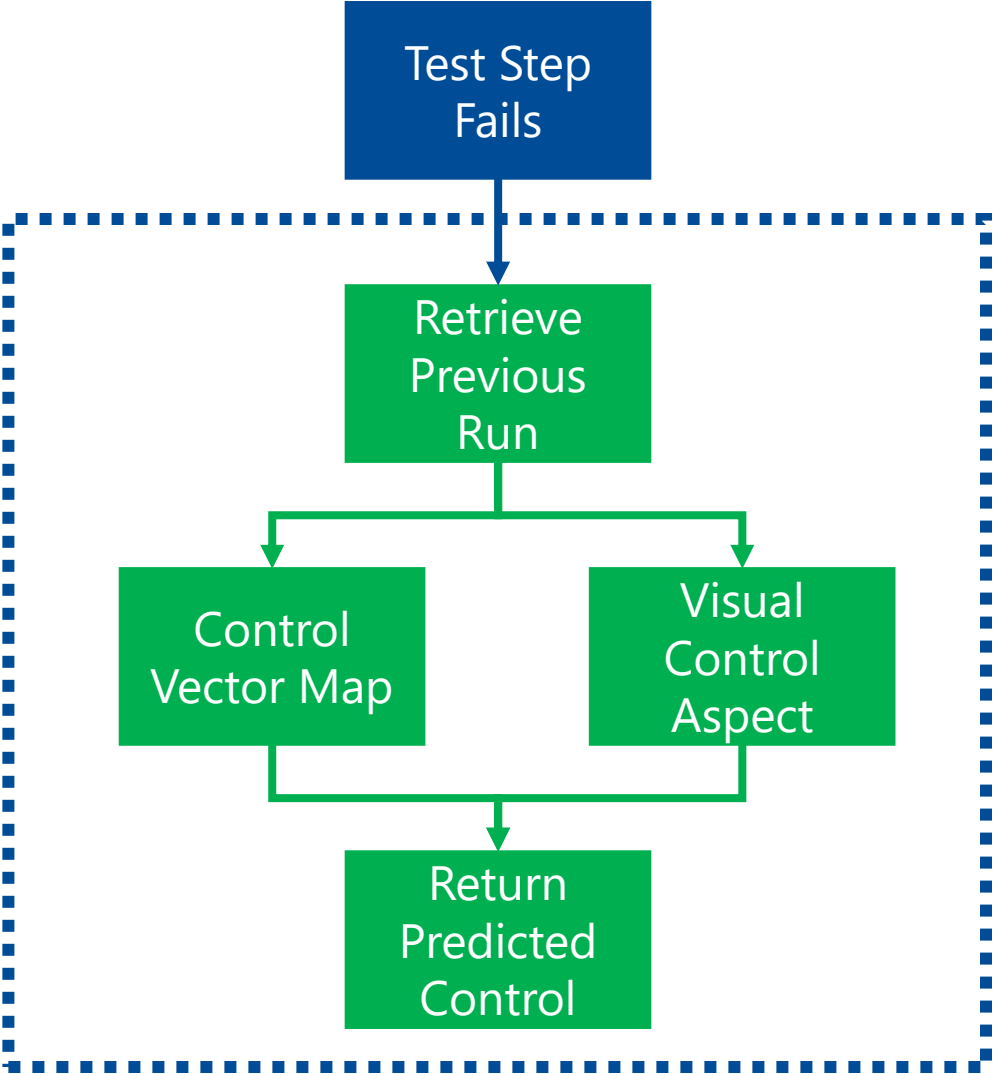 Test Step
Fails
Retrieve
Previous
Run
Control
Vector Map
Visual
Control
Aspect
Return
Predicted
Control